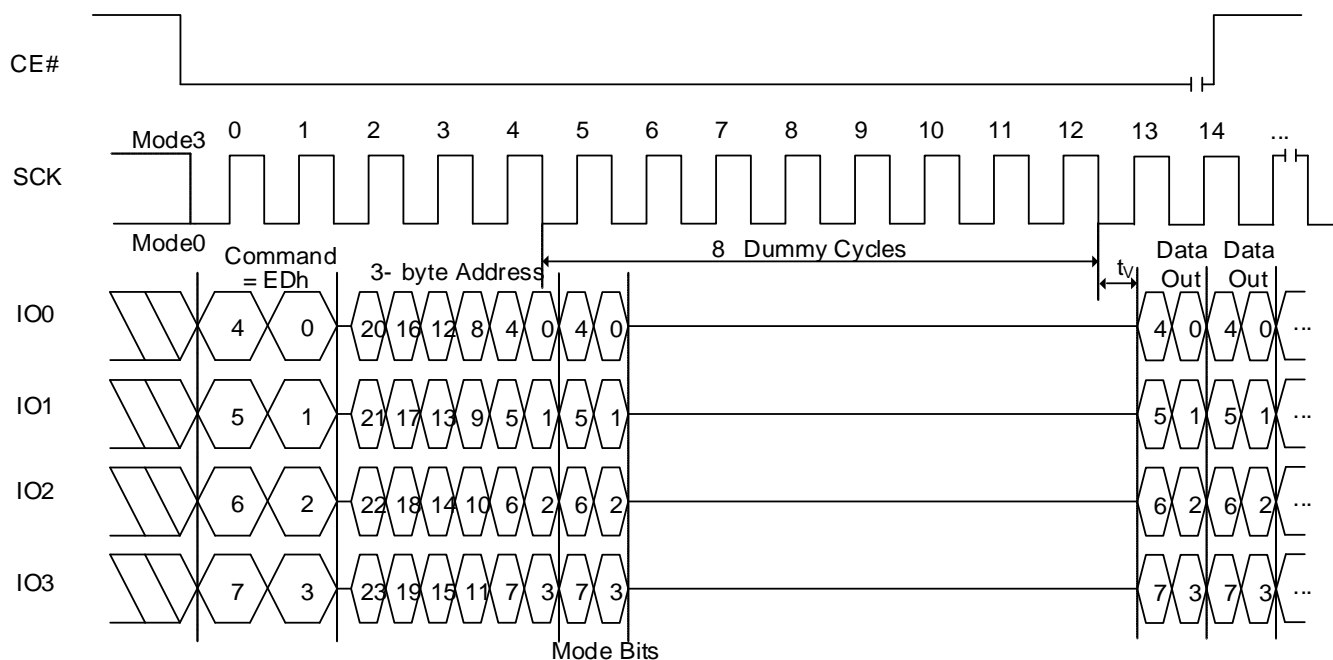 CE#
0 1 2 3 4 5 6 7 8 9 10 11 12 13 14 ...
Mode3
SCK
Mode0
Command
= EDh
3- byte Address
8 Dummy Cycles
tV
Data
Out
Data
Out
IO0
4 0 20 16 12 8 4 0 4 0 4 0 4 0 ...
IO1
5 1 21 17 13 9 5 1 5 1 5 1 5 1 ...
IO2
6 2 22 18 14 10 6 2 6 2 6 2 6 2 ...
IO3
7 3 23 19 15 11 7 3 7 3 7 3 7 3 ...
Mode Bits